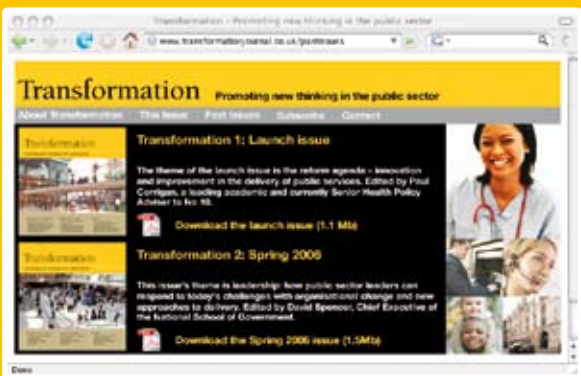 Transformation – Promoting new thinking in the public sector
www.transformationjournal.co.uk/pastissues
Transformation Promoting new thinking in the public sector
About Transformation This Issue Past Issues Subscribe Contact
Transformation
Transformation 1: Launch issue
The theme of the launch issue is the reform agenda – innovation
and improvement in the delivery of public services. Edited by Paul
Corrigan, a leading academic and currently Senior Health Policy
Adviser to No 10.
Download the launch issue (1.1 Mb)
Transformation
Transformation 2: Spring 2006
This issue's theme is leadership: how public sector leaders can
respond to today's challenges with organisational change and new
approaches to delivery. Edited by David Spencer, Chief Executive of
the National School of Government.
Download the Spring 2006 issue (1.5Mb)
Done